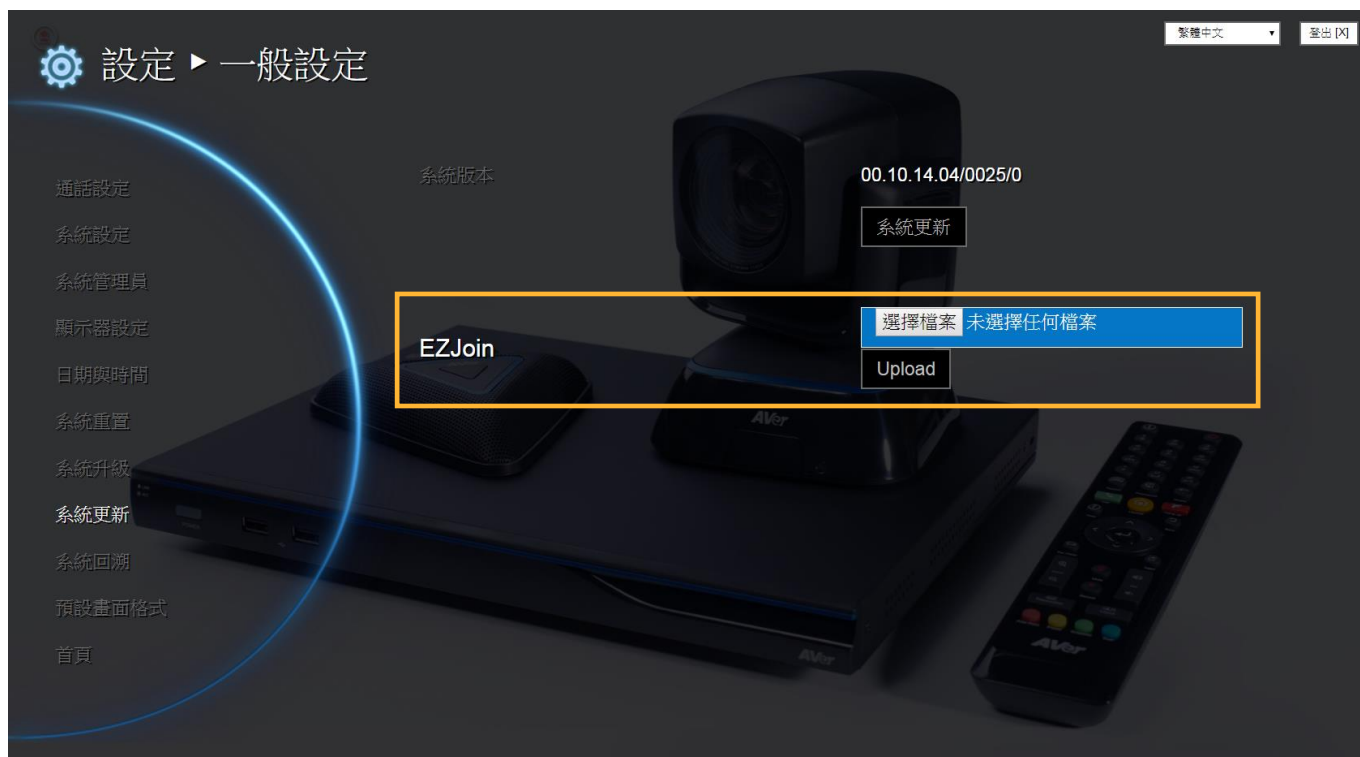 繁體中文
登出 [X]
設定 ▶ 一般設定
通話設定
系統設定
系統管理員
顯示器設定
日期與時間
系統重置
系統升級
系統更新
系統回溯
預設畫面格式
首頁
系統版本
00.10.14.04/0025/0
系統更新
EZJoin
選擇檔案 未選擇任何檔案
Upload
AVer
AVer
AVer